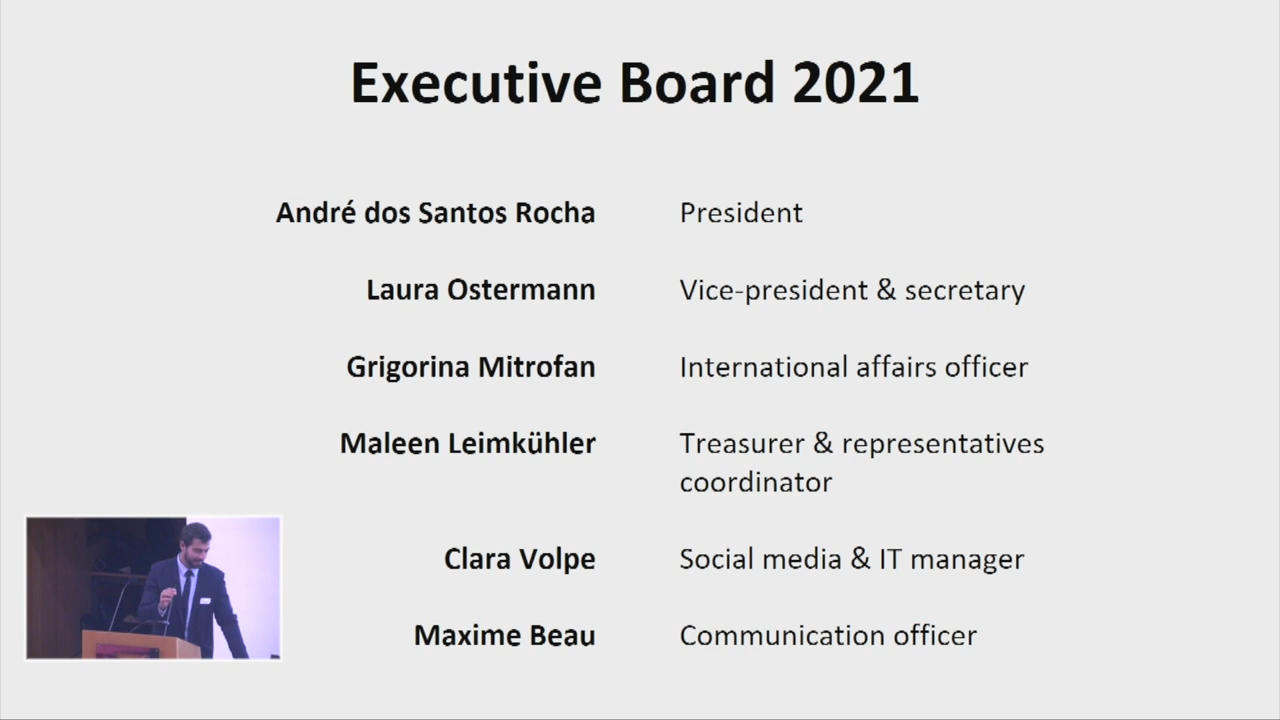 Executive Board 2021
André dos Santos Rocha President
Laura Ostermann Vice-president & secretary
Grigorina Mitrofan International affairs officer
Maleen Leimkühler Treasurer & representatives
coordinator
Clara Volpe Social media & IT manager
Maxime Beau Communication officer